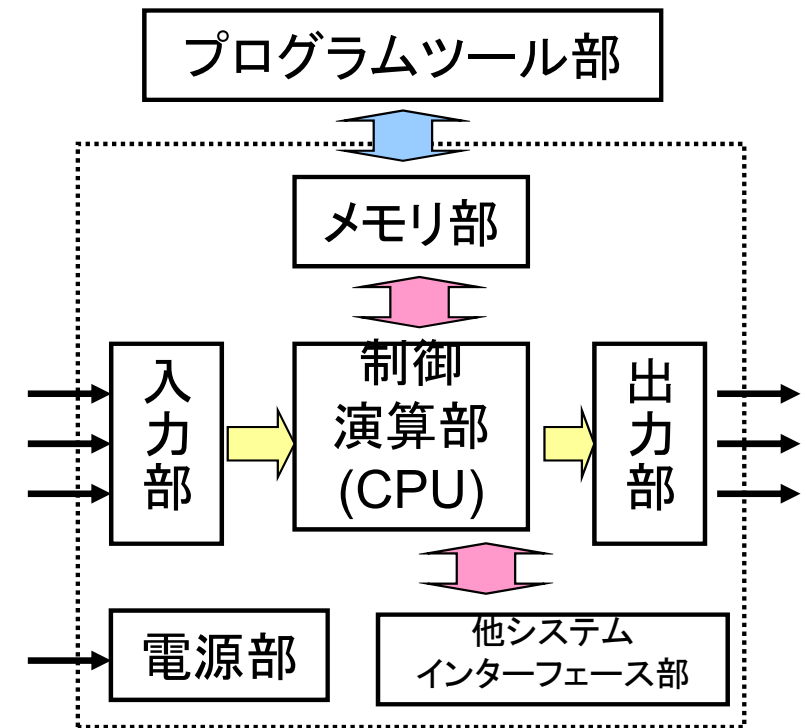 プログラムツール部
メモリ部
入力部
制御
演算部
(CPU)
出力部
電源部
他システム
インターフェース部